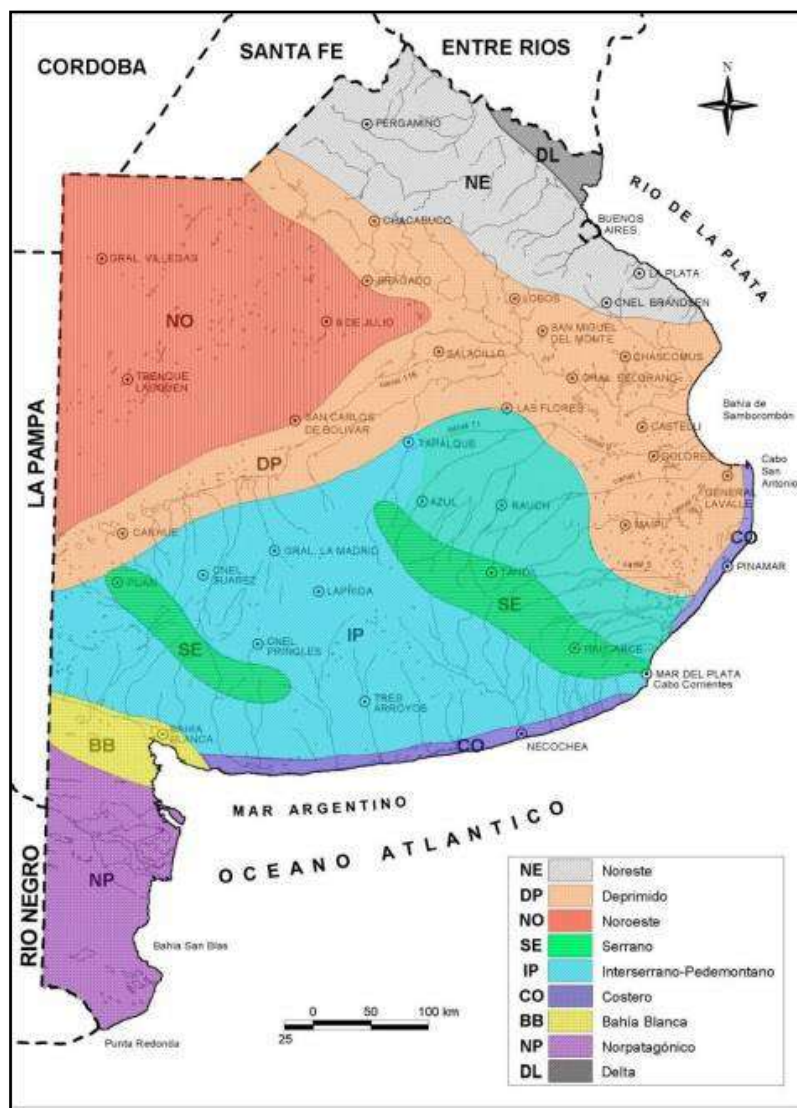 CORDOBA
SANTA FE
ENTRE RIOS
N
PERGAMINO
DL
NE
RIO DE LA PLATA
BUENOS
AIRES
CHACABUCO
GRAL. VILLEGAS
LA PLATA
BRAGADO
LOBOS
CNEL BRANDSEN
NO
9 DE JULIO
SAN MIGUEL
DEL MONTE
SALADILLO
CHASCOMUS
TRENQUE
LAUQUEN
GRAL BELGRANO
LAS FLORES
Bahía de
Samborombón
SAN CARLOS
DE BOLIVAR
CASTELLI
TAPALQUE
DP
DOLORES
Cabo
San
Antonio
LA PAMPA
GENERAL
LAVALLE
AZUL
RAUCH
MAIPU
CARHUE
CO
GRAL. LA MADRID
PINAMAR
PUAN
CNEL
SUAREZ
TANDIL
LAPRIDA
SE
IP
CNEL
PRINGLES
SE
BALCARCE
MAR DEL PLATA
Cabo Corrientes
TRES
ARROYOS
BAHIA
BLANCA
BB
CO
NECOCHEA
MAR ARGENTINO
OCEANO ATLANTICO
NP
RIO NEGRO
Bahía San Blas
Punta Redonda
0 50 100 km
25
NE Noreste
DP Deprimido
NO Noroeste
SE Serrano
IP Interserrano-Pedemontano
CO Costero
BB Bahía Blanca
NP Norpatagónico
DL Delta